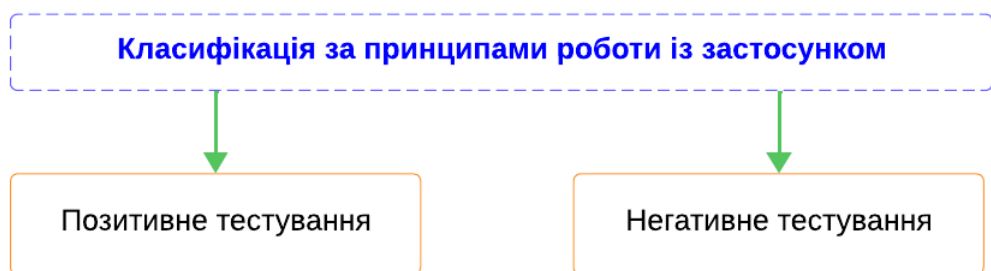 Класифікація за принципами роботи із застосунком
Позитивне тестування
Негативне тестування